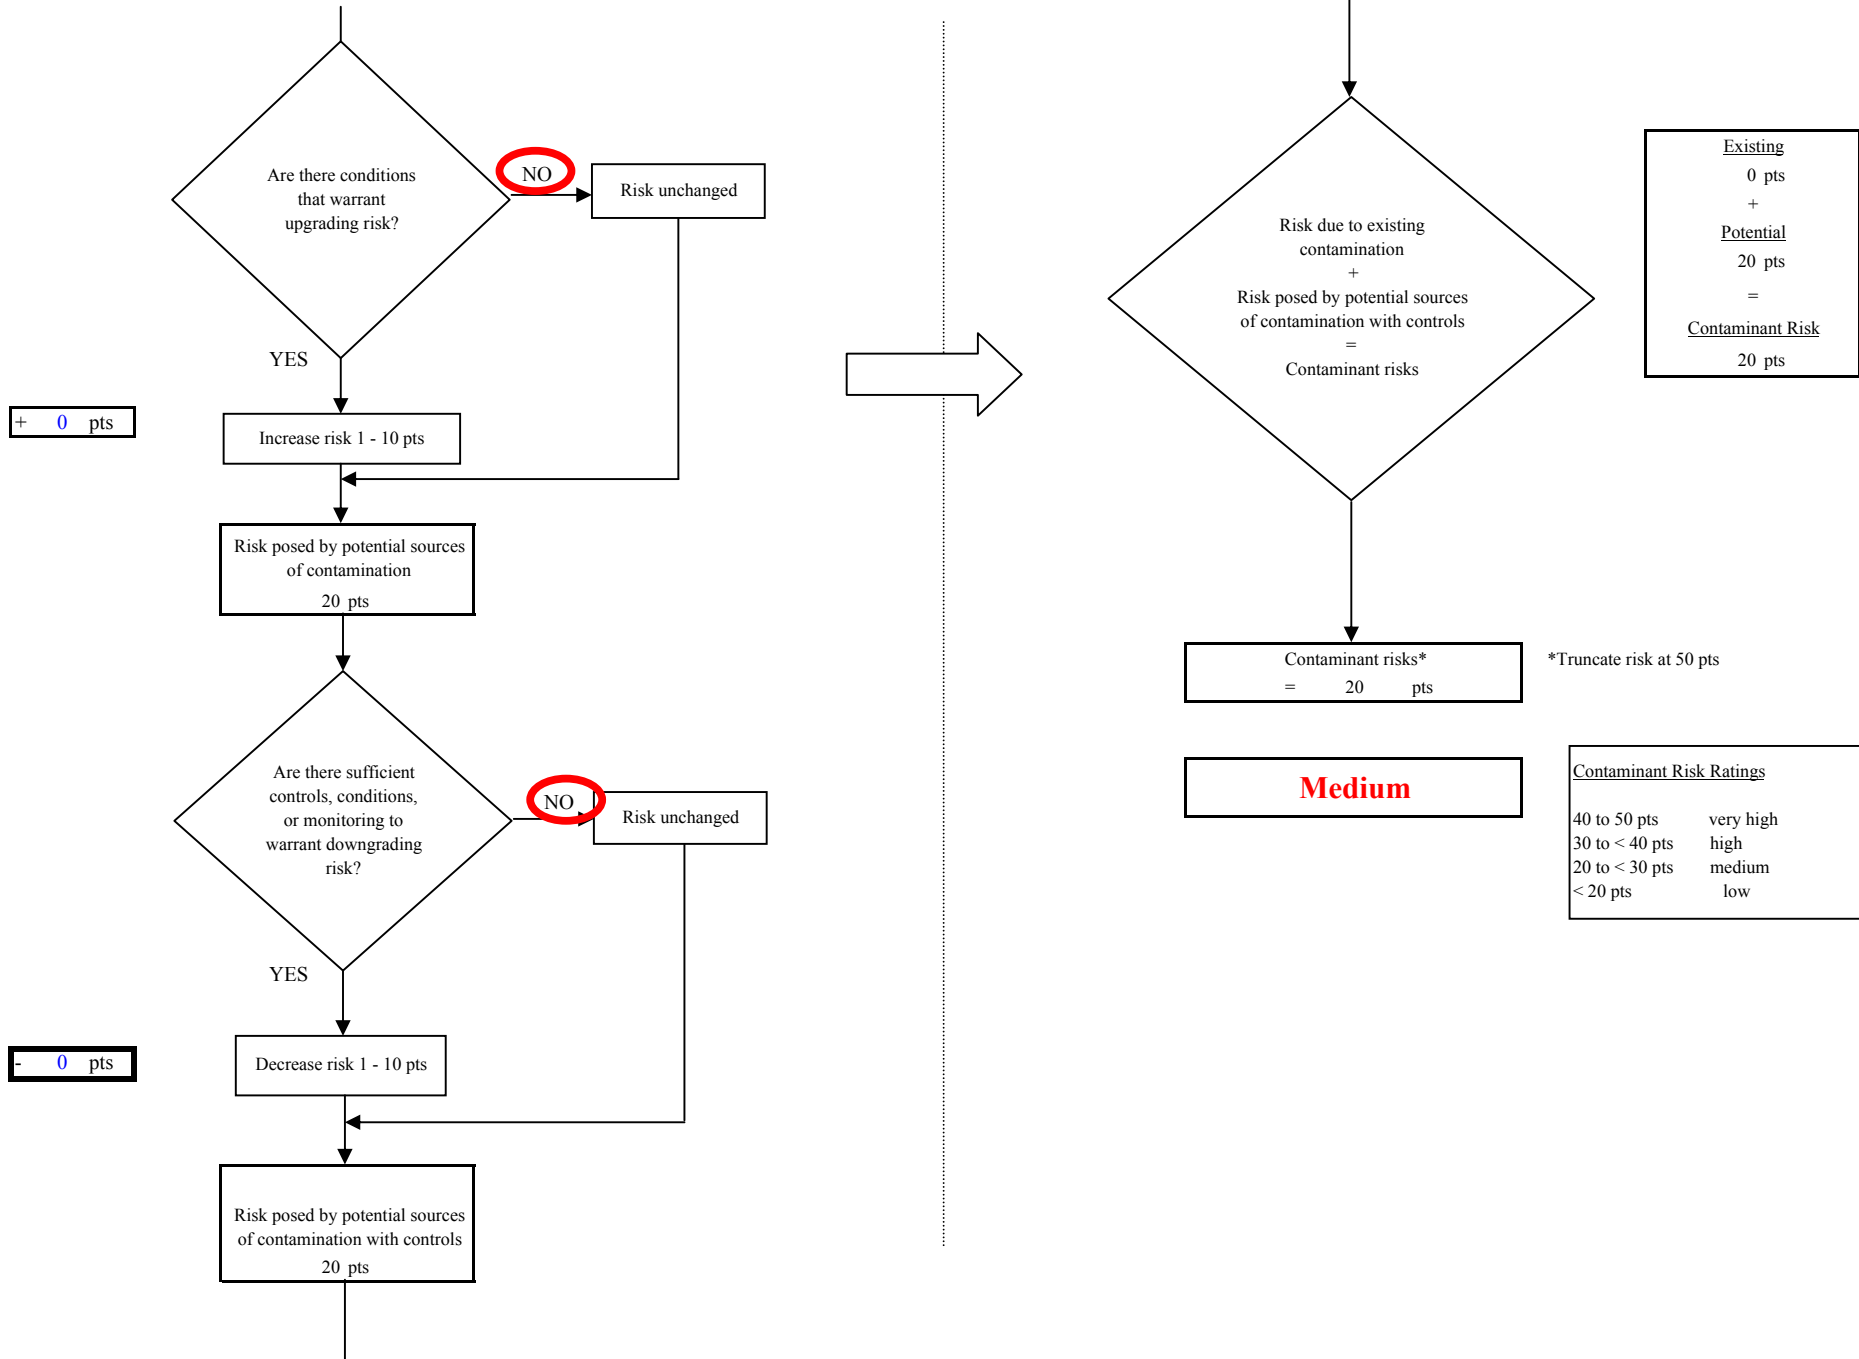 Are there conditions
that warrant
upgrading risk?
NO
Risk unchanged
YES
+ 0 pts
Increase risk 1 - 10 pts
Risk posed by potential sources
of contamination
20 pts
Are there sufficient
controls, conditions,
or monitoring to
warrant downgrading
risk?
NO
Risk unchanged
YES
- 0 pts
Decrease risk 1 - 10 pts
Risk posed by potential sources
of contamination with controls
20 pts
Risk due to existing
contamination
+
Risk posed by potential sources
of contamination with controls
=
Contaminant risks
Existing
0 pts
+
Potential
20 pts
=
Contaminant Risk
20 pts
Contaminant risks*
= 20 pts
*Truncate risk at 50 pts
Medium
Contaminant Risk Ratings
40 to 50 pts very high
30 to < 40 pts high
20 to < 30 pts medium
< 20 pts low